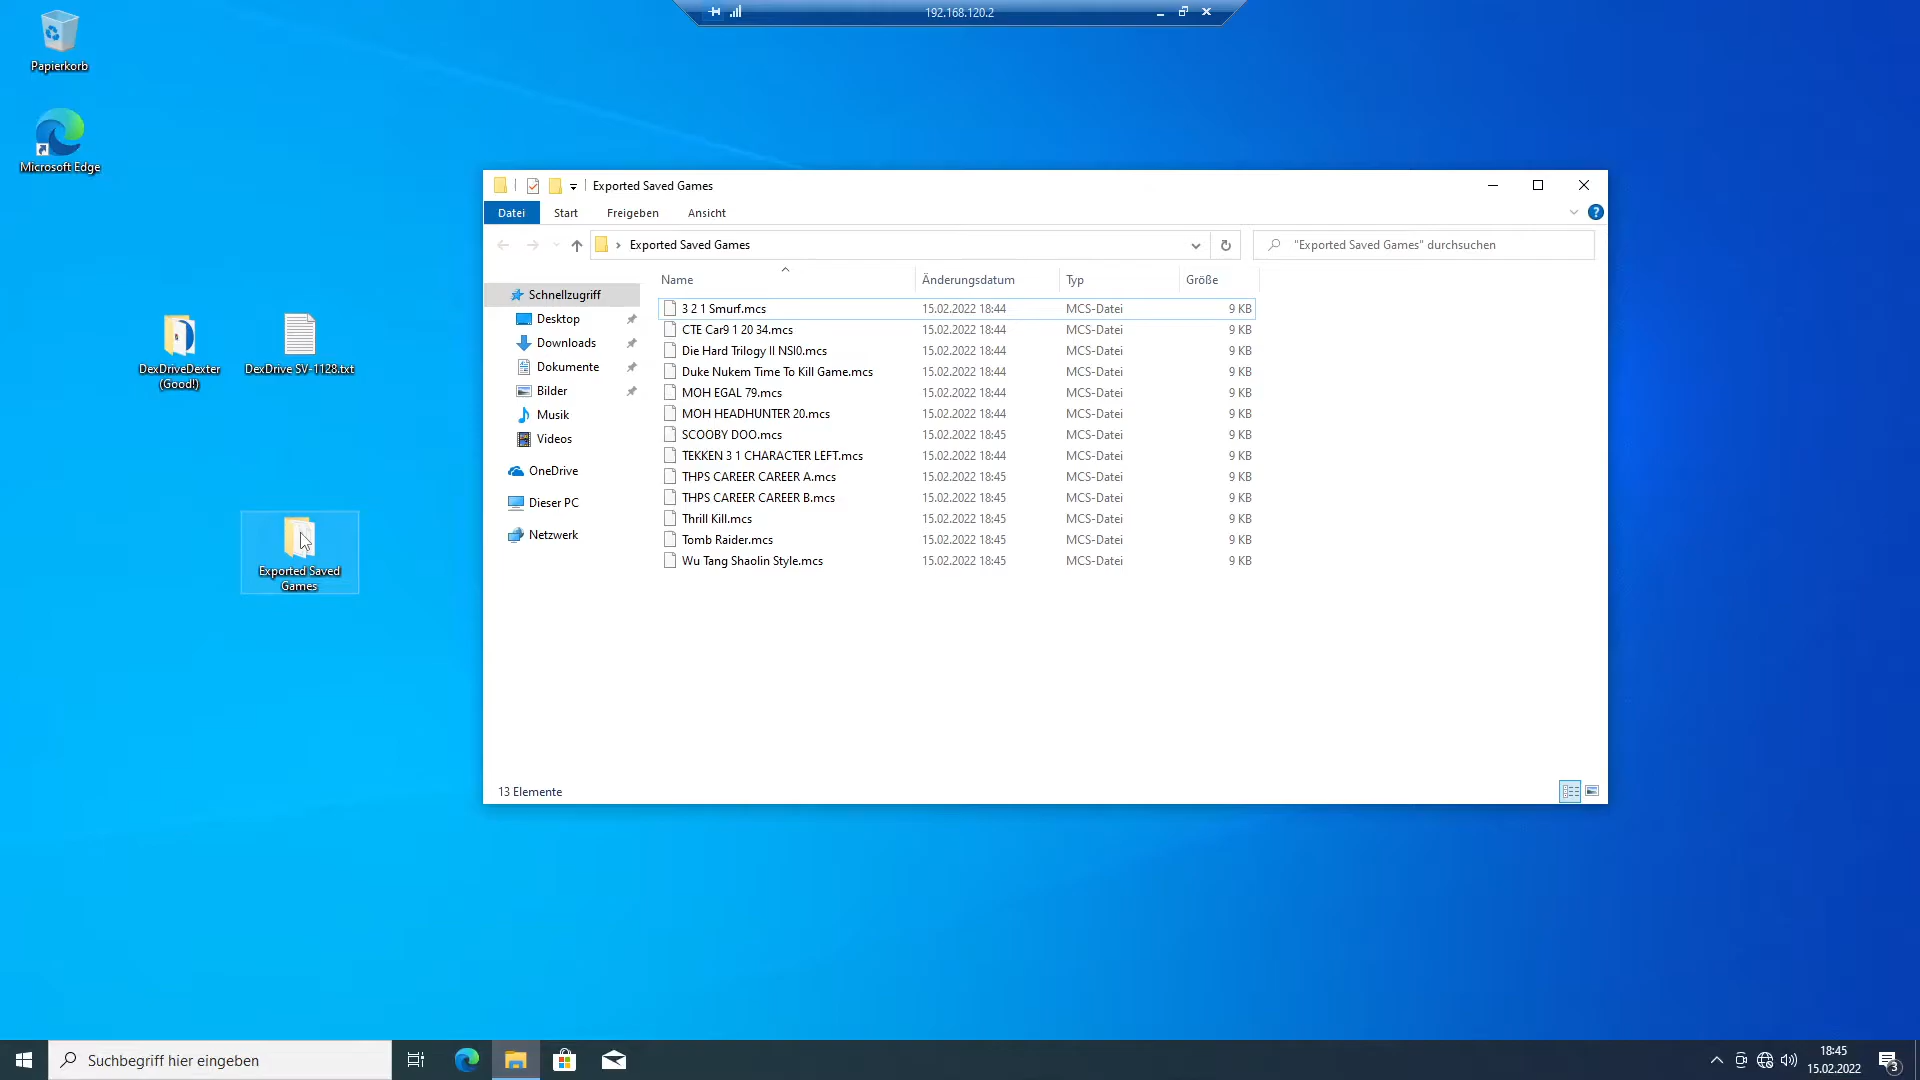 192.168.120.2
Papierkorb
Microsoft Edge
DexDriveDexter
(Good!)
DexDrive SV-1128.txt
Exported Saved
Games
Exported Saved Games
Datei Start Freigeben Ansicht
Exported Saved Games
"Exported Saved Games" durchsuchen
Schnellzugriff
Desktop
Downloads
Dokumente
Bilder
Musik
Videos
OneDrive
Dieser PC
Netzwerk
Name Änderungsdatum Typ Größe
3 2 1 Smurf.mcs 15.02.2022 18:44 MCS-Datei 9 KB
CTE Car9 1 20 34.mcs 15.02.2022 18:44 MCS-Datei 9 KB
Die Hard Trilogy II NSI0.mcs 15.02.2022 18:44 MCS-Datei 9 KB
Duke Nukem Time To Kill Game.mcs 15.02.2022 18:44 MCS-Datei 9 KB
MOH EGAL 79.mcs 15.02.2022 18:44 MCS-Datei 9 KB
MOH HEADHUNTER 20.mcs 15.02.2022 18:44 MCS-Datei 9 KB
SCOOBY DOO.mcs 15.02.2022 18:45 MCS-Datei 9 KB
TEKKEN 3 1 CHARACTER LEFT.mcs 15.02.2022 18:44 MCS-Datei 9 KB
THPS CAREER CAREER A.mcs 15.02.2022 18:45 MCS-Datei 9 KB
THPS CAREER CAREER B.mcs 15.02.2022 18:45 MCS-Datei 9 KB
Thrill Kill.mcs 15.02.2022 18:45 MCS-Datei 9 KB
Tomb Raider.mcs 15.02.2022 18:45 MCS-Datei 9 KB
Wu Tang Shaolin Style.mcs 15.02.2022 18:45 MCS-Datei 9 KB
13 Elemente
Suchbegriff hier eingeben
18:45
15.02.2022
3